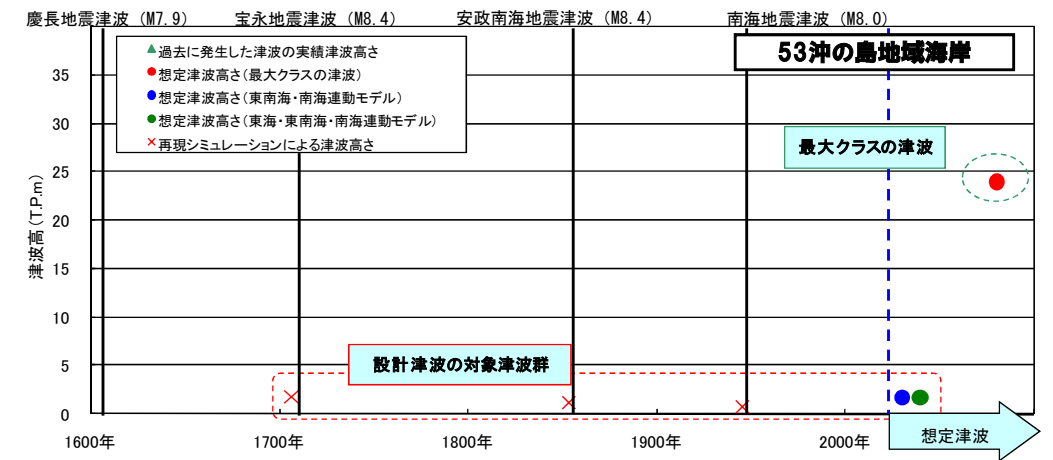 慶長地震津波（M7.9）
宝永地震津波（M8.4）
安政南海地震津波（M8.4）
南海地震津波（M8.0）
53沖の島地域海岸
過去に発生した津波の実績津波高さ
想定津波高さ（最大クラスの津波）
想定津波高さ（東南海・南海連動モデル）
想定津波高さ（東海・東南海・南海連動モデル）
再現シミュレーションによる津波高さ
最大クラスの津波
津波高（T.P.m）
35
30
25
20
15
10
5
0
設計津波の対象津波群
1600年
1700年
1800年
1900年
2000年
想定津波